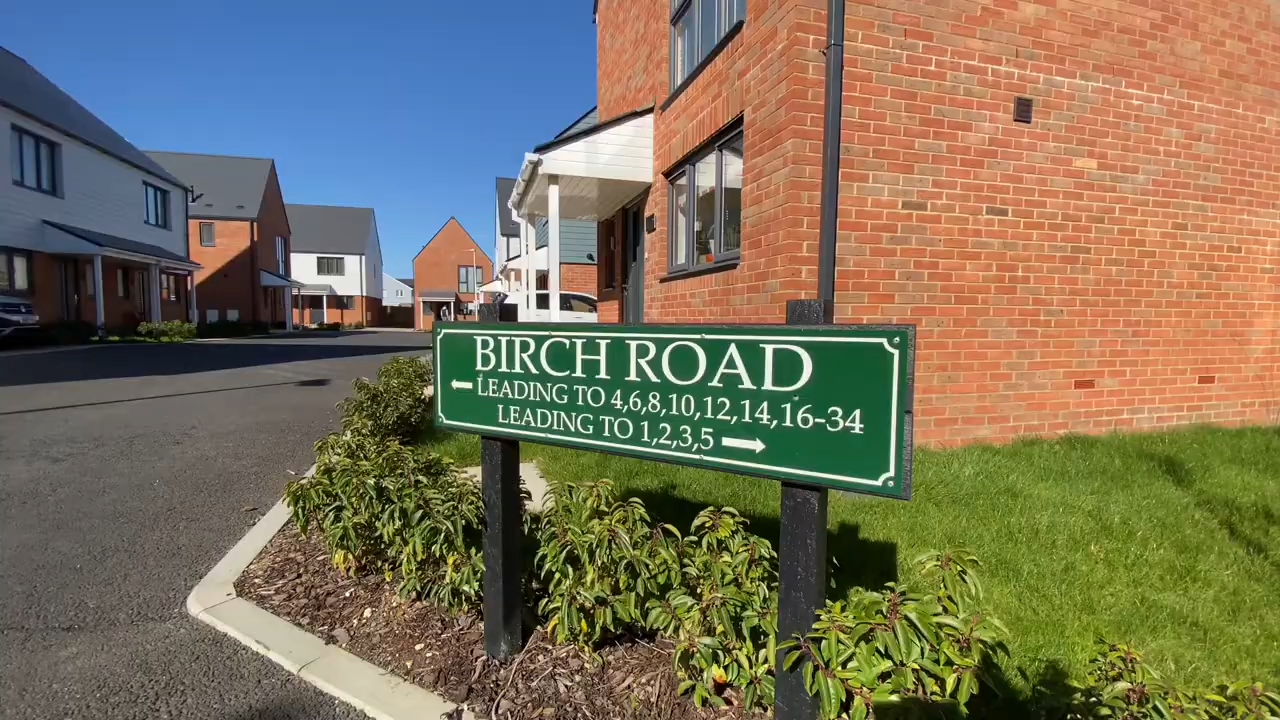 BIRCH ROAD
← LEADING TO 4,6,8,10,12,14,16-34
LEADING TO 1,2,3,5 →